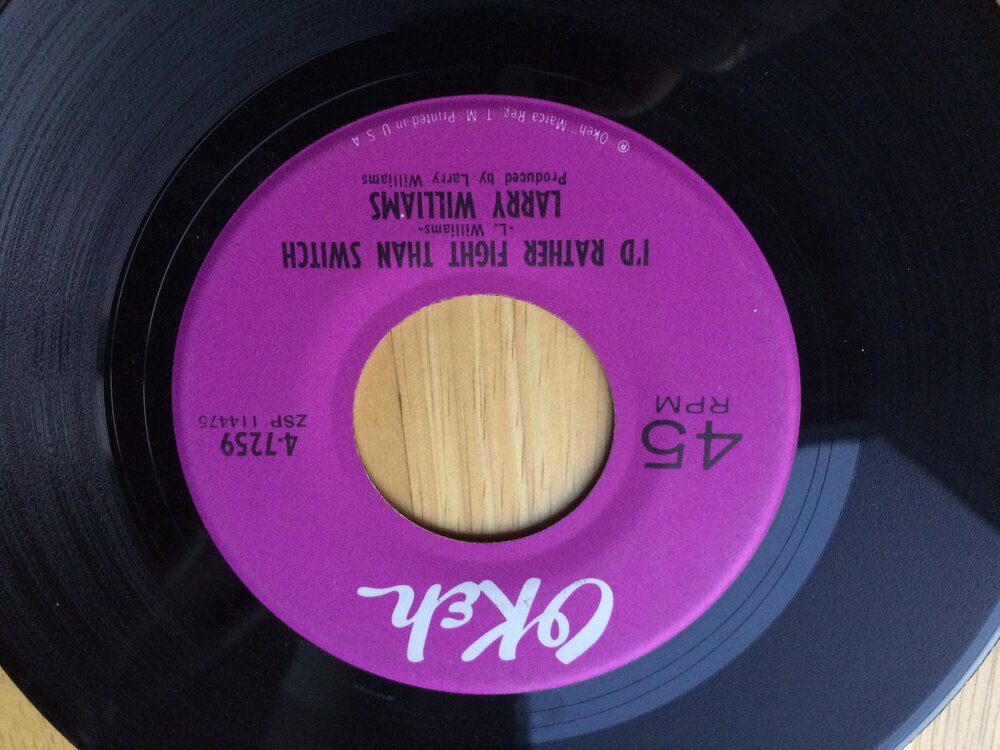 OKeh
45
RPM
4-7259
ZSP 114475
I'D RATHER FIGHT THAN SWITCH
-L. Williams-
LARRY WILLIAMS
Produced by Larry Williams
® "Okeh" Marca Reg. T. M. Printed in U. S. A.